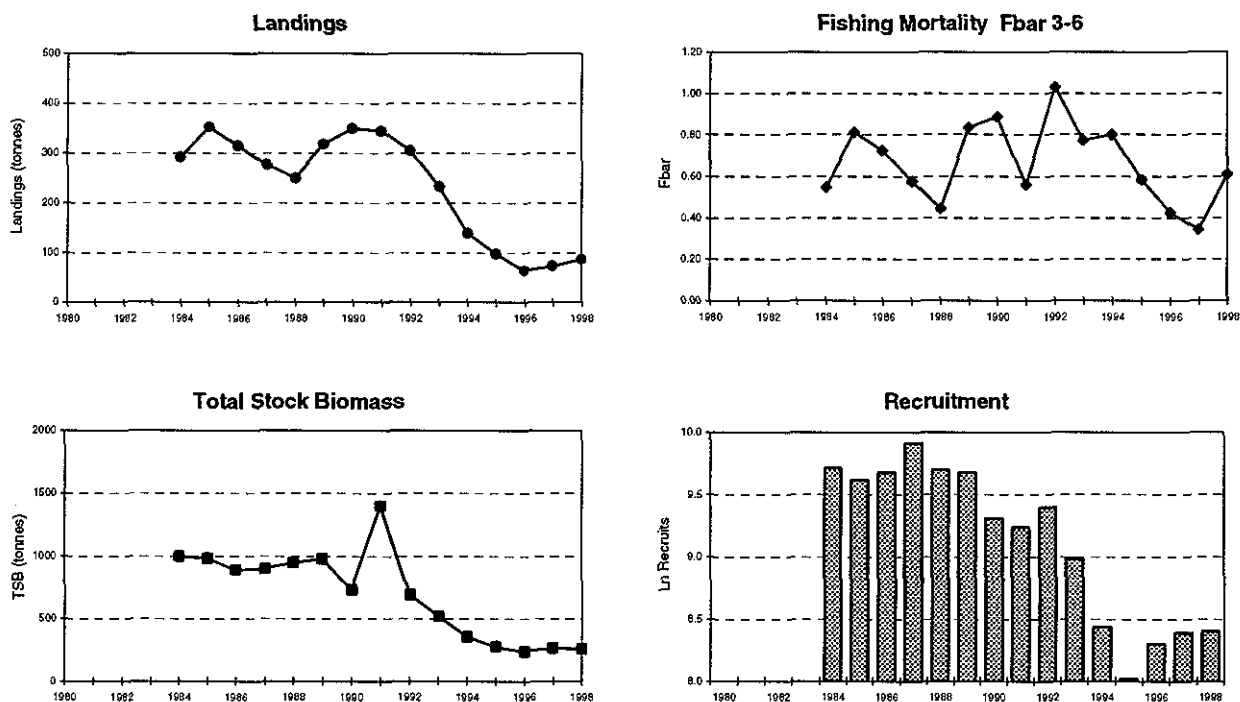 Landings
Landings (tonnes)
500
400
300
200
100
0
1980 1982 1984 1986 1988 1990 1992 1994 1996 1998
Fishing Mortality Fbar 3-6
Fbar
1.20
1.00
0.80
0.60
0.40
0.20
0.00
1980 1982 1984 1986 1988 1990 1992 1994 1996 1998
Total Stock Biomass
TSB (tonnes)
2000
1500
1000
500
0
1980 1982 1984 1986 1988 1990 1992 1994 1996 1998
Recruitment
Ln Recruits
10.0
9.5
9.0
8.5
8.0
1980 1982 1984 1986 1988 1990 1992 1994 1996 1998